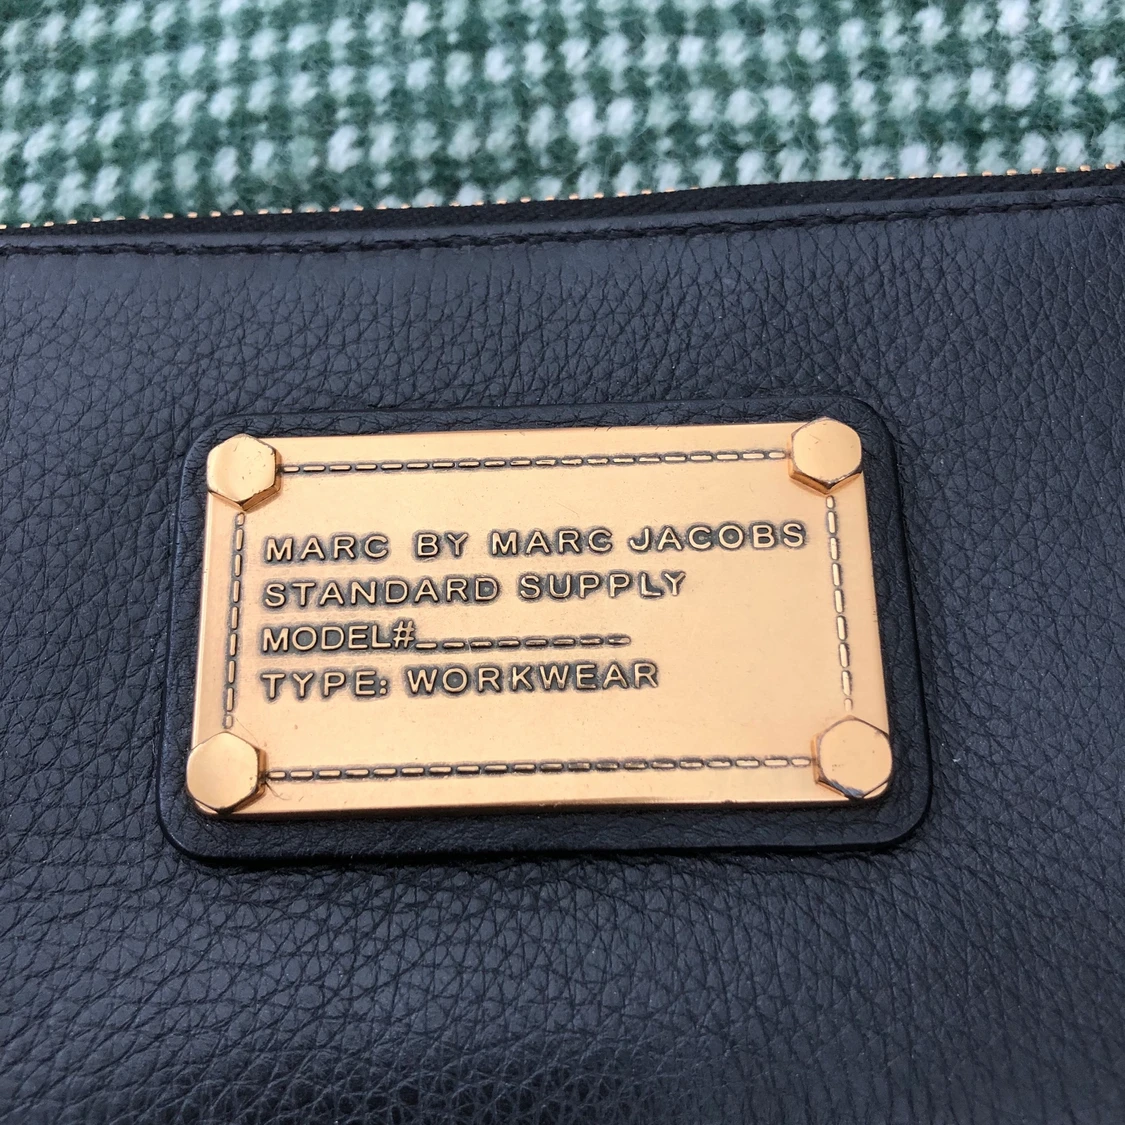 MARC BY MARC JACOBS
STANDARD SUPPLY
MODEL#_________
TYPE: WORKWEAR